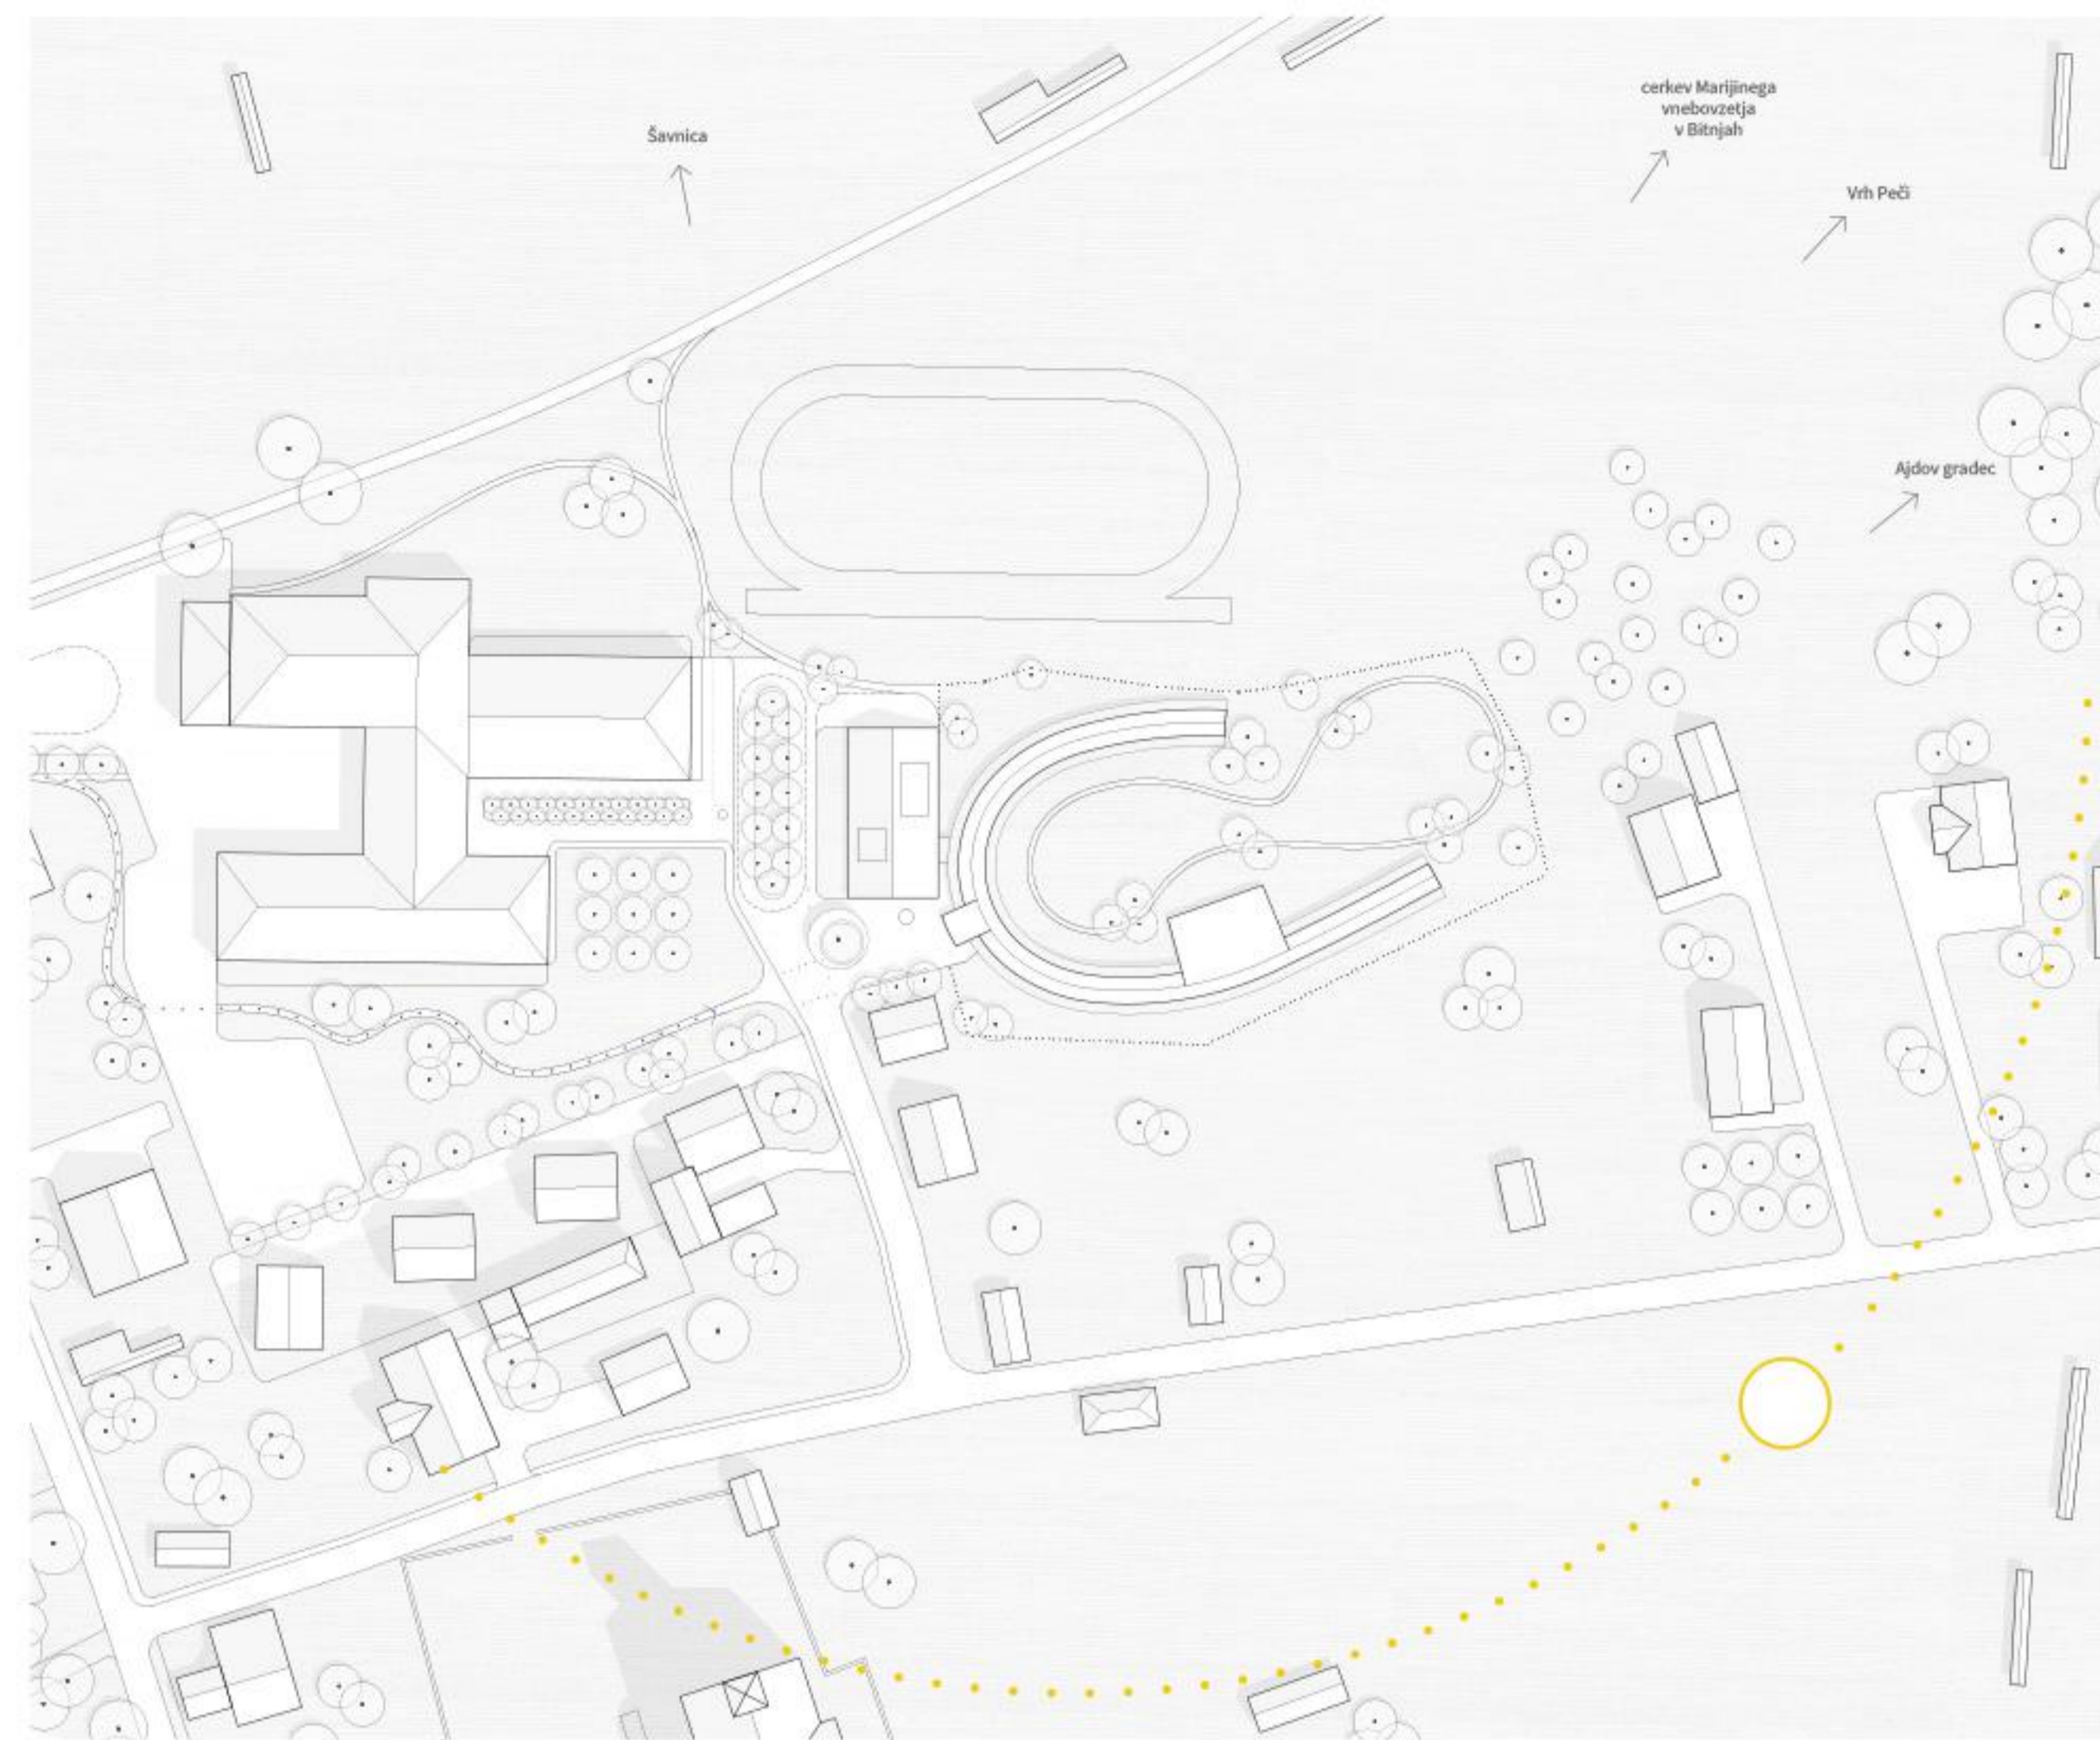 cerkev Marijinega
vnebovzetja
v Bitnjah
Šavnica
Vrh Peči
Ajdov gradec